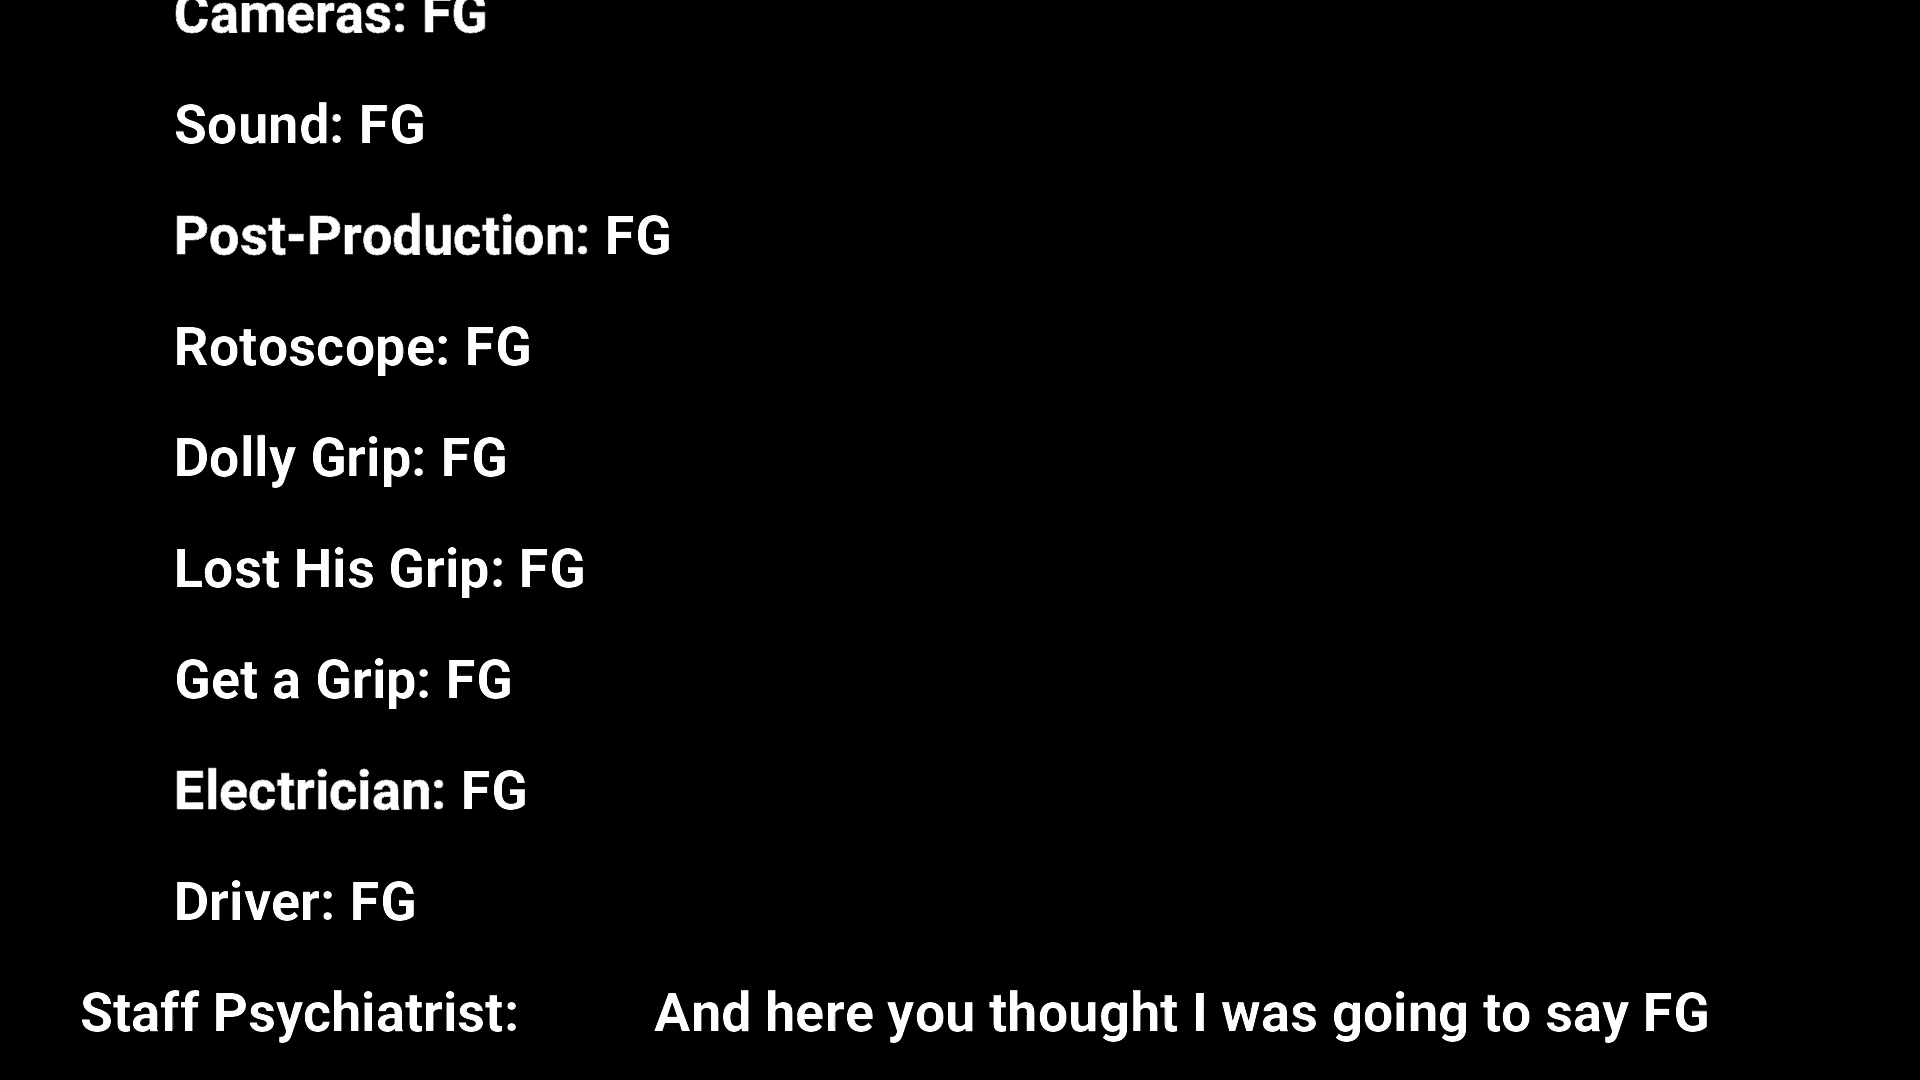 Cameras: FG
Sound: FG
Post-Production: FG
Rotoscope: FG
Dolly Grip: FG
Lost His Grip: FG
Get a Grip: FG
Electrician: FG
Driver: FG
Staff Psychiatrist: And here you thought I was going to say FG